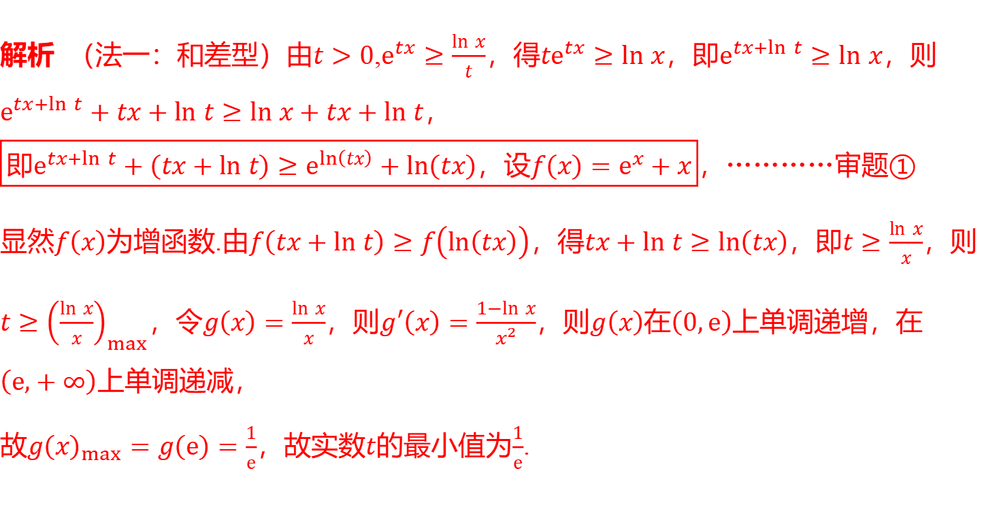 解析 （法一：和差型）由$t > 0,\mathrm{e}^{tx} \geq \frac{\ln x}{t}$，得$t\mathrm{e}^{tx} \geq \ln x$，即$\mathrm{e}^{tx+\ln t} \geq \ln x$，则
$\mathrm{e}^{tx+\ln t} + tx + \ln t \geq \ln x + tx + \ln t$，
即$\mathrm{e}^{tx+\ln t} + (tx + \ln t) \geq \mathrm{e}^{\ln(tx)} + \ln(tx)$，设$f(x) = \mathrm{e}^{x} + x$，…………审题①
显然$f(x)$为增函数.由$f(tx + \ln t) \geq f(\ln(tx))$，得$tx + \ln t \geq \ln(tx)$，即$t \geq \frac{\ln x}{x}$，则
$t \geq \left(\frac{\ln x}{x}\right)_{\max}$，令$g(x) = \frac{\ln x}{x}$，则$g'(x) = \frac{1-\ln x}{x^2}$，则$g(x)$在$(0,\mathrm{e})$上单调递增，在
$(\mathrm{e}, + \infty)$上单调递减，
故$g(x)_{\max} = g(\mathrm{e}) = \frac{1}{\mathrm{e}}$，故实数$t$的最小值为$\frac{1}{\mathrm{e}}$.